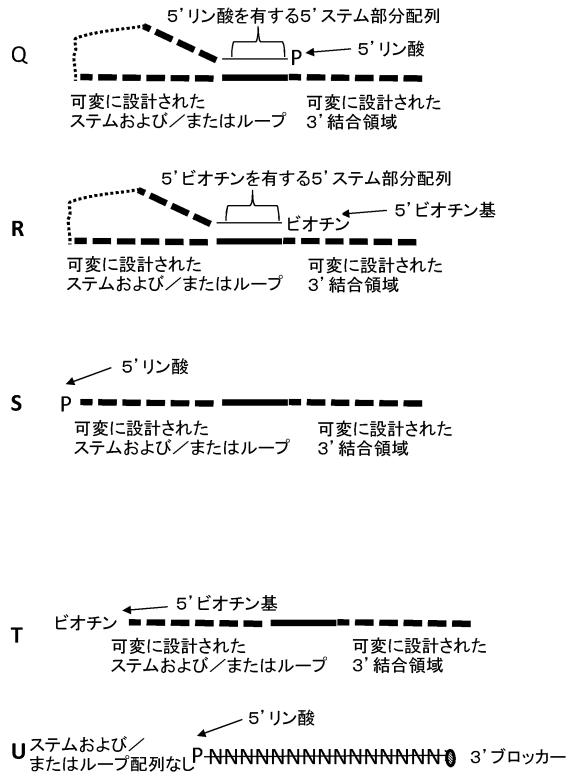 5'リン酸を有する5'ステム部分配列
Q
P
5'リン酸
可変に設計された
ステムおよび/またはループ
可変に設計された
3'結合領域
5'ビオチンを有する5'ステム部分配列
R
ビオチン
5'ビオチン基
可変に設計された
ステムおよび/またはループ
可変に設計された
3'結合領域
5'リン酸
S
P
可変に設計された
ステムおよび/またはループ
可変に設計された
3'結合領域
T
ビオチン
5'ビオチン基
可変に設計された
ステムおよび/またはループ
可変に設計された
3'結合領域
5'リン酸
U
ステムおよび/
またはループ配列なし
PNNNNNNNNNNNNNNNN
3'ブロッカー